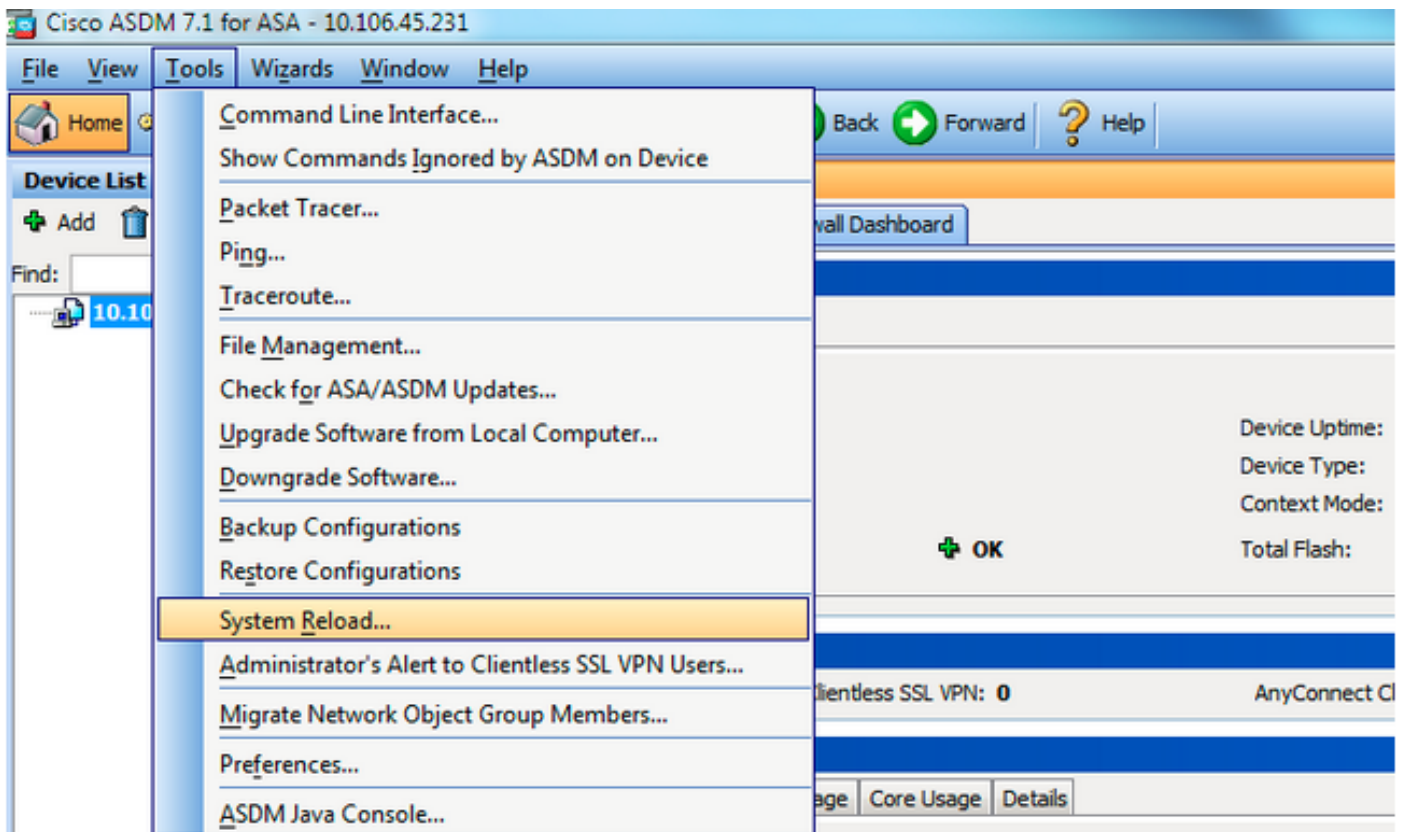 Cisco ASDM 7.1 for ASA - 10.106.45.231
File View Tools Wizards Window Help
Home Back Forward Help
Device List
Add
Find:
10.10
Command Line Interface...
Show Commands Ignored by ASDM on Device
Packet Tracer...
Ping...
Traceroute...
File Management...
Check for ASA/ASDM Updates...
Upgrade Software from Local Computer...
Downgrade Software...
Backup Configurations
Restore Configurations
System Reload...
Administrator's Alert to Clientless SSL VPN Users...
Migrate Network Object Group Members...
Preferences...
ASDM Java Console...
Dashboard
Device Uptime:
Device Type:
Context Mode:
OK Total Flash:
SSL VPN: 0 AnyConnect
Core Usage Details